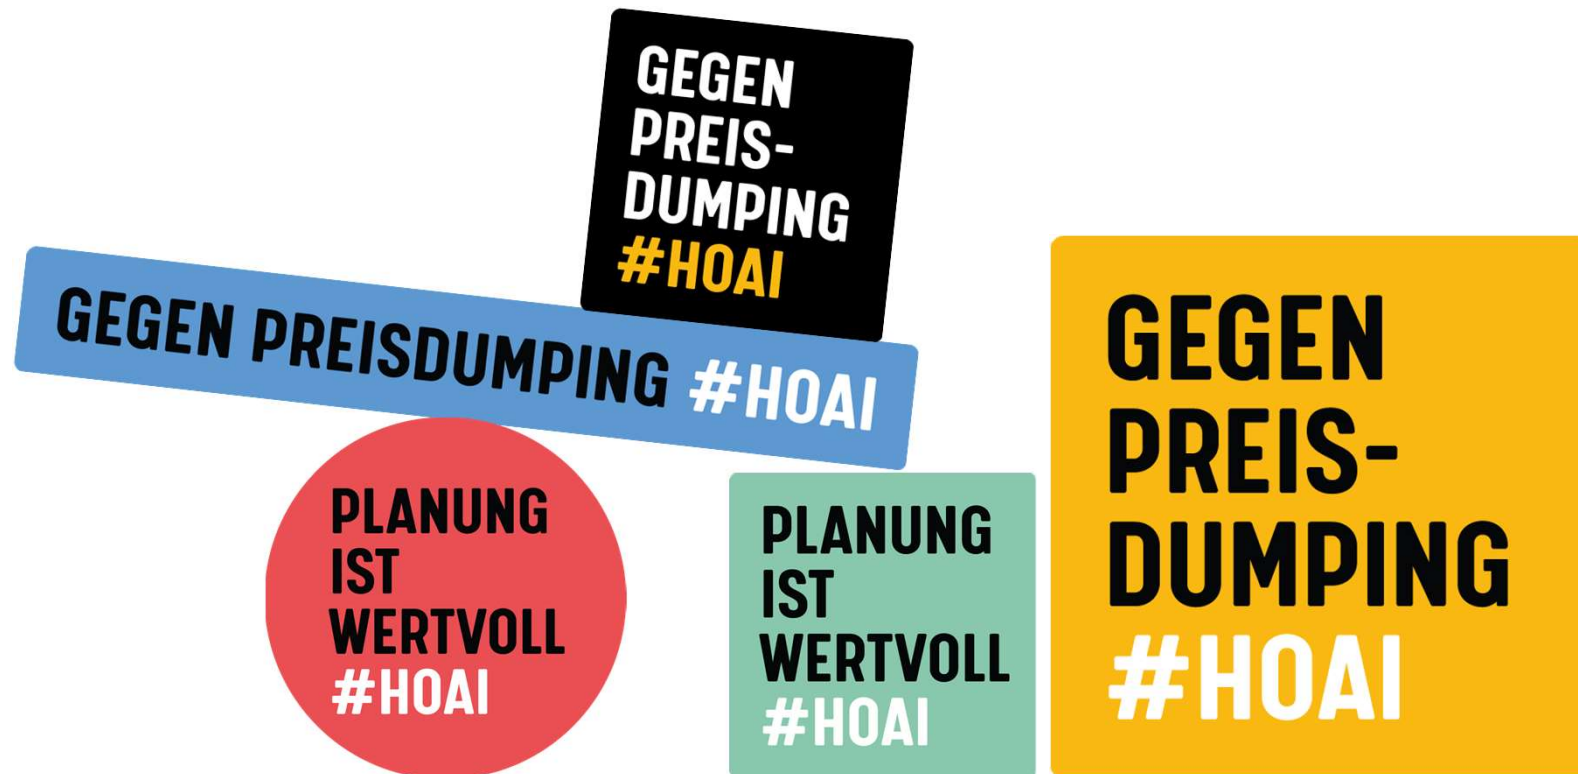 GEGEN
PREIS-
DUMPING
#HOAI
GEGEN PREISDUMPING #HOAI
PLANUNG
IST
WERTVOLL
#HOAI
PLANUNG
IST
WERTVOLL
#HOAI
GEGEN
PREIS-
DUMPING
#HOAI